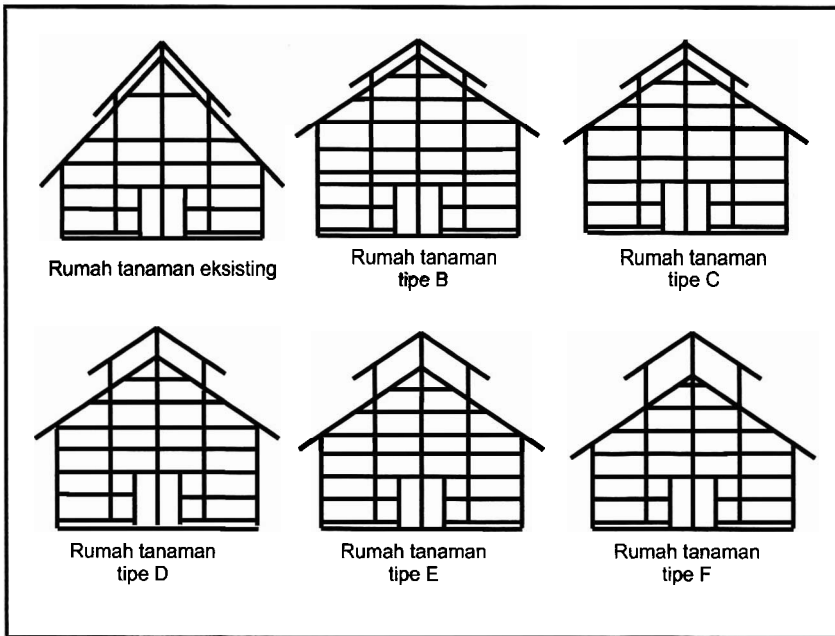 Rumah tanaman eksisting
Rumah tanaman
tipe B
Rumah tanaman
tipe C
Rumah tanaman
tipe D
Rumah tanaman
tipe E
Rumah tanaman
tipe F